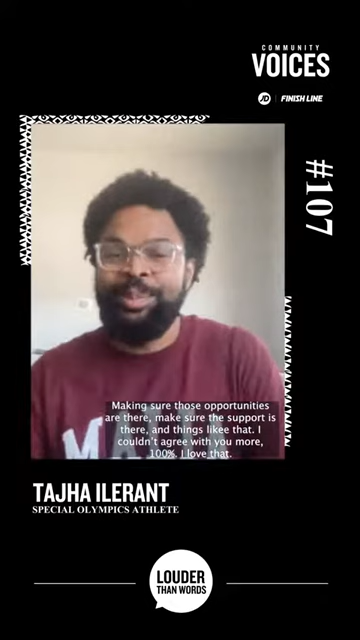 COMMUNITY
VOICES
JD FINISH LINE
#107
Making sure those opportunities
are there, make sure the support is
there, and things likee that. I
couldn't agree with you more,
100%. I love that.
TAJHA ILERANT
SPECIAL OLYMPICS ATHLETE
LOUDER
THAN WORDS